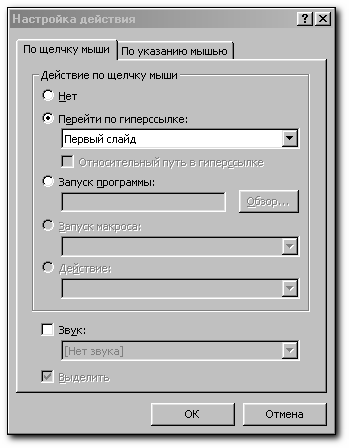 Настройка действия
По щелчку мыши По указанию мышью
Действие по щелчку мыши
Нет
Перейти по гиперссылке:
Первый слайд
Относительный путь в гиперссылке
Запуск программы:
Обзор...
Запуск макроса:
Действие:
Звук:
[Нет звука]
Выделить
ОК Отмена